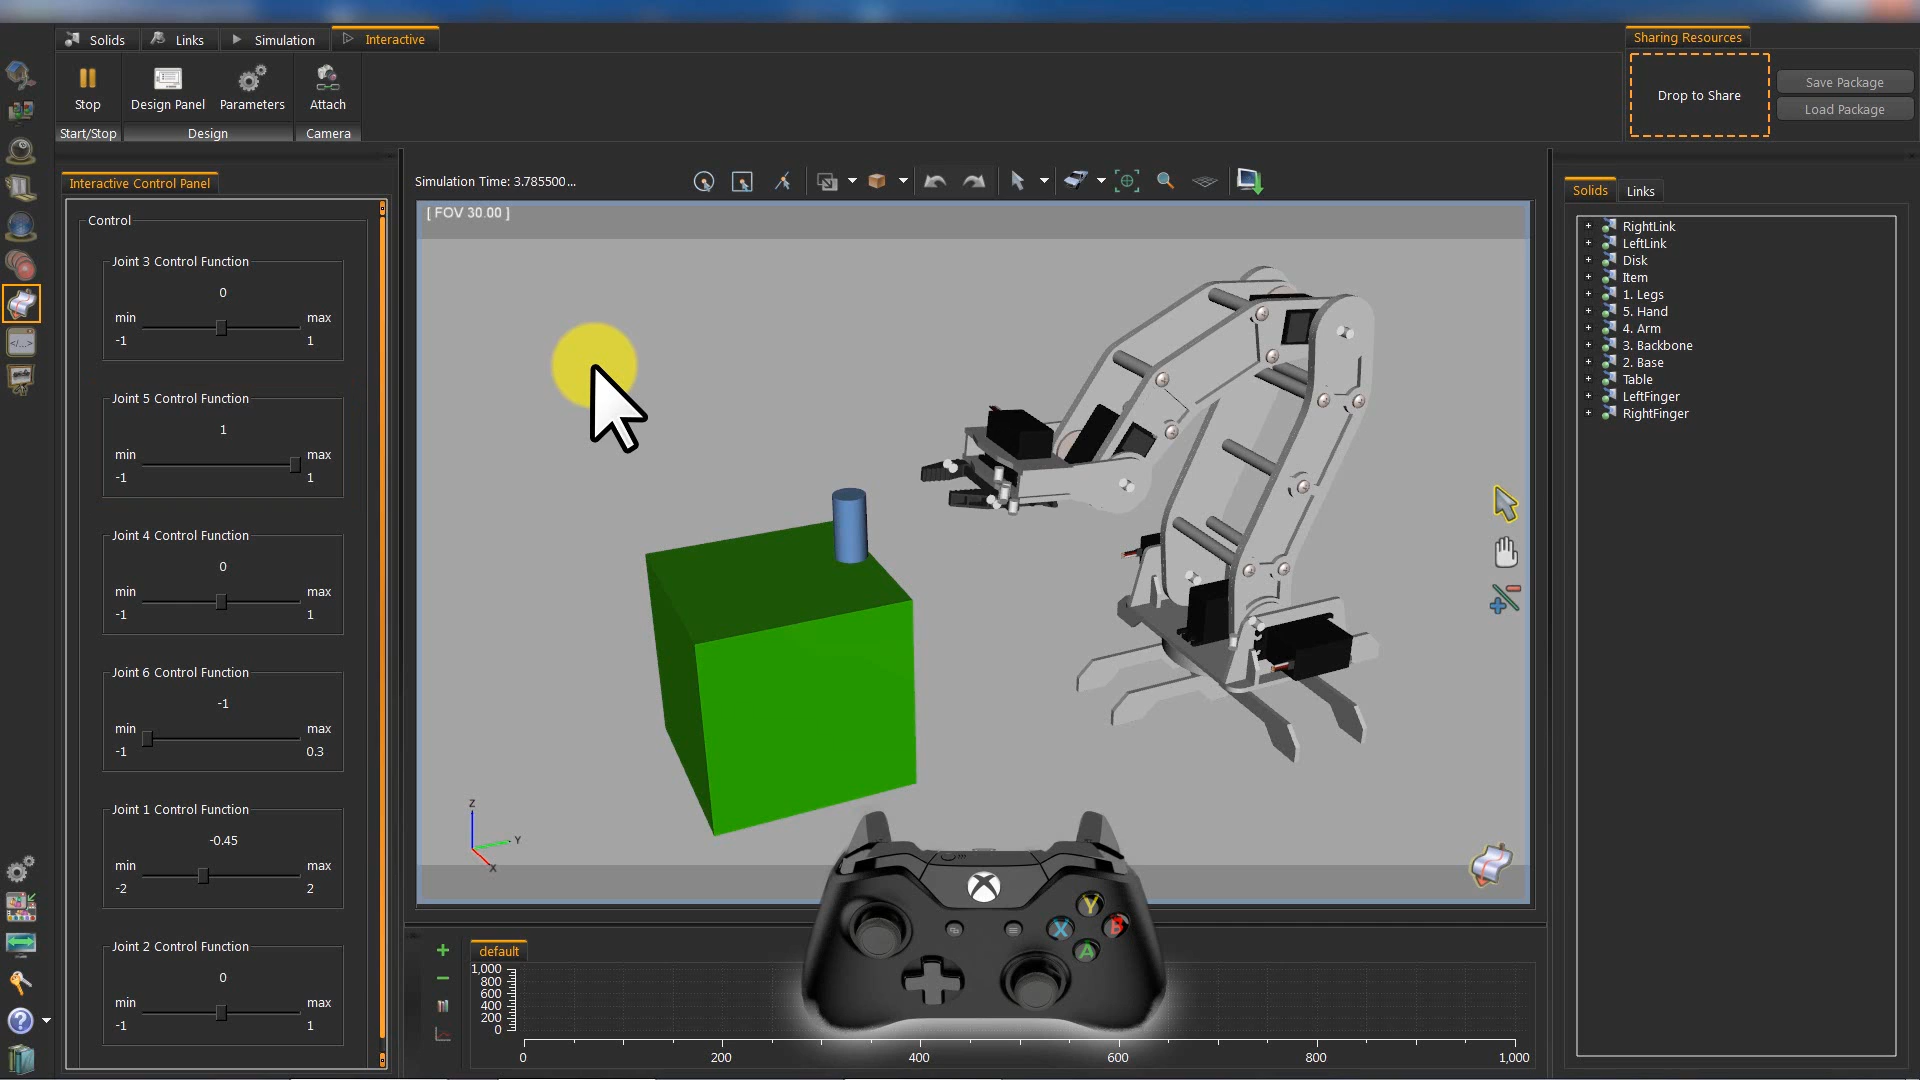 Solids
Links
Simulation
Interactive
Sharing Resources
Stop
Design Panel
Parameters
Attach
Start/Stop
Design
Camera
Drop to Share
Save Package
Load Package
Interactive Control Panel
Simulation Time: 3.785500...
[ FOV 30.00 ]
Control
Joint 3 Control Function
0
min
max
-1
1
Joint 5 Control Function
1
min
max
-1
1
Joint 4 Control Function
0
min
max
-1
1
Joint 6 Control Function
-1
min
max
-1
0.3
Joint 1 Control Function
-0.45
min
max
-2
2
Joint 2 Control Function
0
min
max
-1
1
Z
Y
X
Y
X
B
A
default
1,000
800
600
400
200
0
0
200
400
600
800
1,000
Solids
Links
RightLink
LeftLink
Disk
Item
1. Legs
5. Hand
4. Arm
3. Backbone
2. Base
Table
LeftFinger
RightFinger